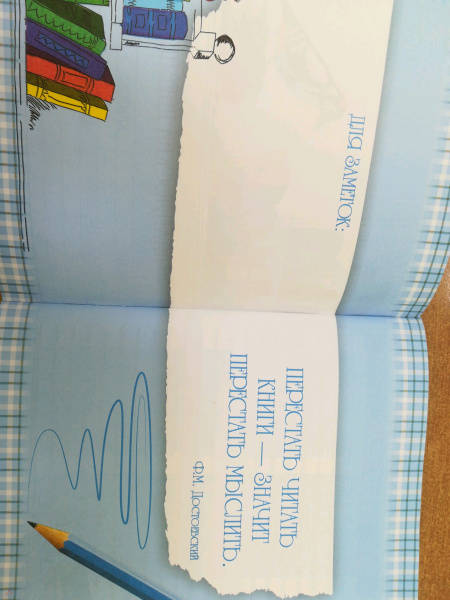 ДЛЯ ЗАМЕТОК:
ПЕРЕСТАТЬ ЧИТАТЬ
КНИГИ — ЗНАЧИТ
ПЕРЕСТАТЬ МЫСЛИТЬ.
Ф.М. Достоевский